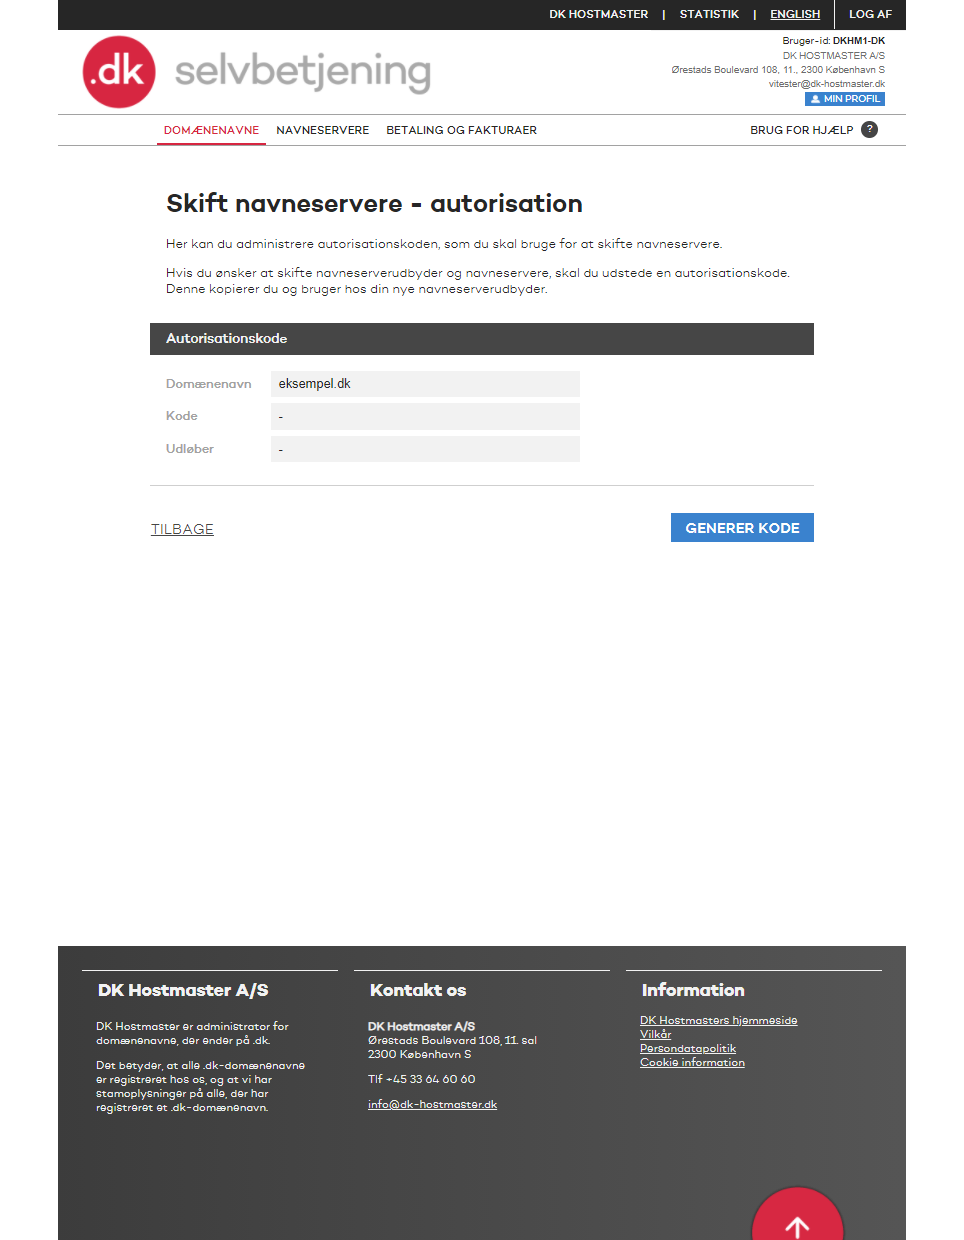 DK HOSTMASTER | STATISTIK | ENGLISH LOG AF
.dk selvbetjening
Bruger-id: DKHM1-DK
DK HOSTMASTER A/S
Ørestads Boulevard 108, 11., 2300 København S
vitester@dk-hostmaster.dk
MIN PROFIL
DOMÆNENAVNE NAVNESERVERE BETALING OG FAKTURAER BRUG FOR HJÆLP ?
Skift navneservere - autorisation
Her kan du administrere autorisationskoden, som du skal bruge for at skifte navneservere.
Hvis du ønsker at skifte navneserverudbyder og navneservere, skal du udstede en autorisationskode.
Denne kopierer du og bruger hos din nye navneserverudbyder.
Autorisationskode
Domænenavn eksempel.dk
Kode -
Udløber -
TILBAGE GENERER KODE
DK Hostmaster A/S
DK Hostmaster er administrator for
domænenavne, der ender på .dk.
Det betyder, at alle .dk-domænenavne
er registreret hos os, og at vi har
stamoplysninger på alle, der har
registreret et .dk-domænenavn.
Kontakt os
DK Hostmaster A/S
Ørestads Boulevard 108, 11. sal
2300 København S
Tlf +45 33 64 60 60
info@dk-hostmaster.dk
Information
DK Hostmasters hjemmeside
Vilkår
Persondatapolitik
Cookie information